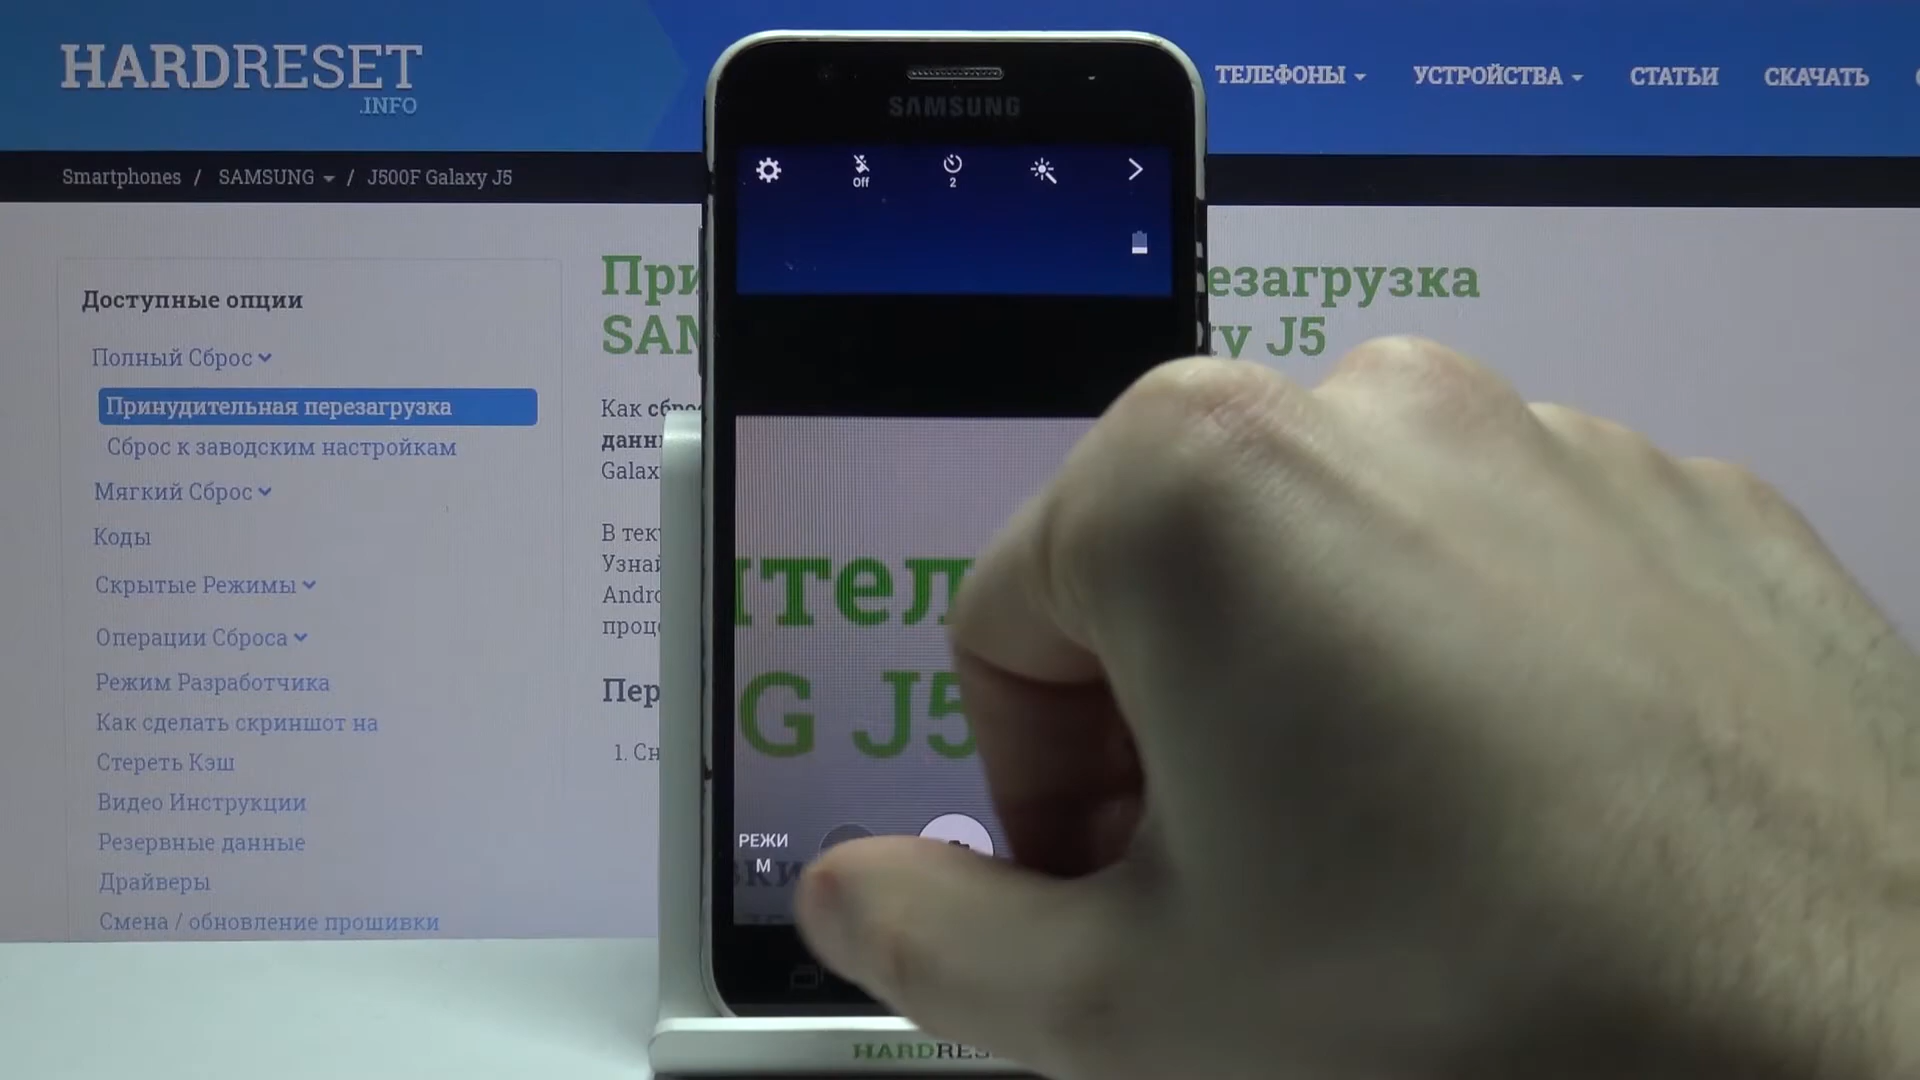 HARDRESET
.INFO
ТЕЛЕФОНЫ УСТРОЙСТВА СТАТЬИ СКАЧАТЬ
SAMSUNG
Smartphones / SAMSUNG / J500F Galaxy J5
Off
2
Доступные опции
Полный Сброс
Принудительная перезагрузка
Сброс к заводским настройкам
Мягкий Сброс
Коды
Скрытые Режимы
Операции Сброса
Режим Разработчика
Как сделать скриншот на
Стереть Кэш
Видео Инструкции
Резервные данные
Драйверы
Смена / обновление прошивки
При езагрузка
SAM y J5
Как сброс
данн
Galax
В тек
Узнай
Andro
проце
Пер
1. Сн
ител
G J5
РЕЖИ
М
HARDRES